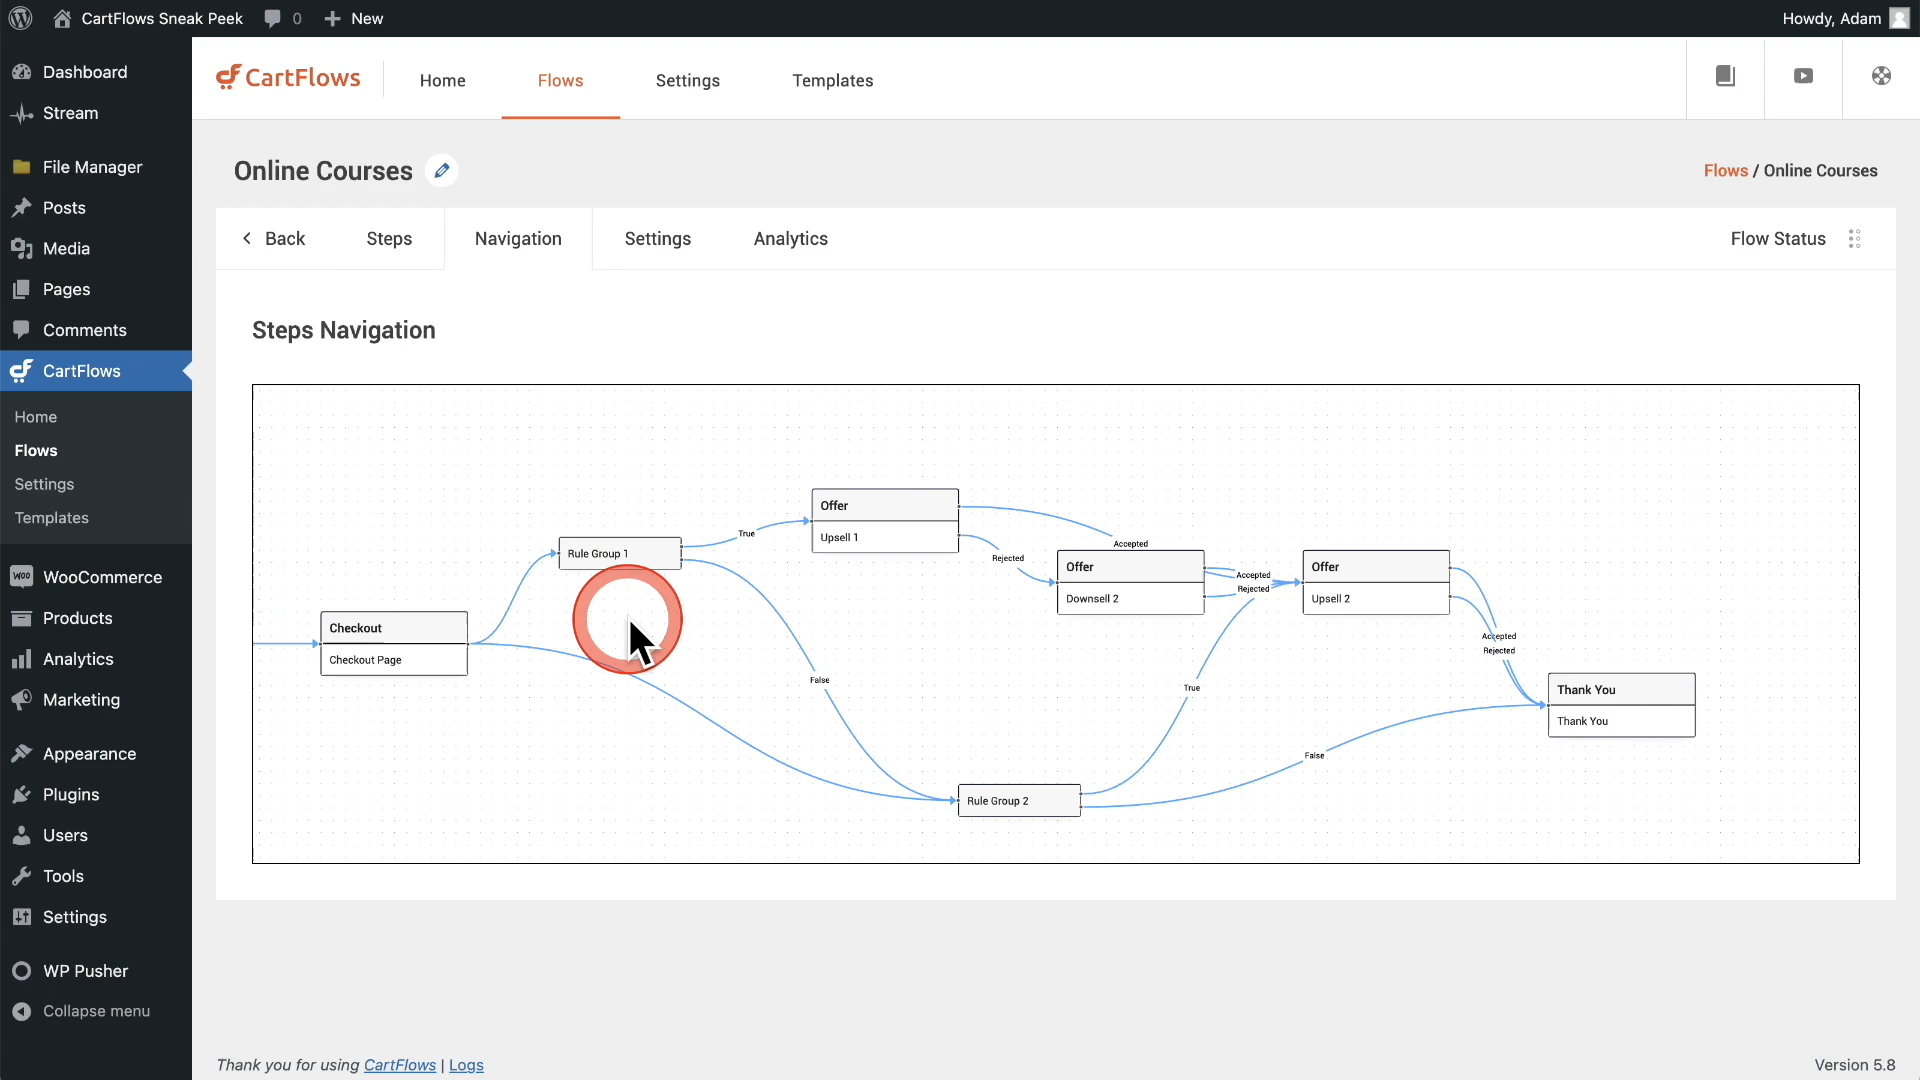 CartFlows Sneak Peek 0 New Howdy, Adam
Dashboard
Stream
File Manager
Posts
Media
Pages
Comments
CartFlows
Home
Flows
Settings
Templates
WooCommerce
Products
Analytics
Marketing
Appearance
Plugins
Users
Tools
Settings
WP Pusher
Collapse menu
CartFlows Home Flows Settings Templates
Online Courses
Flows / Online Courses
Back Steps Navigation Settings Analytics Flow Status
Steps Navigation
Checkout
Checkout Page
Rule Group 1
True
False
Offer
Upsell 1
Accepted
Rejected
Offer
Downsell 2
Accepted
Rejected
Offer
Upsell 2
Accepted
Rejected
Rule Group 2
True
False
Thank You
Thank You
Thank you for using CartFlows | Logs
Version 5.8